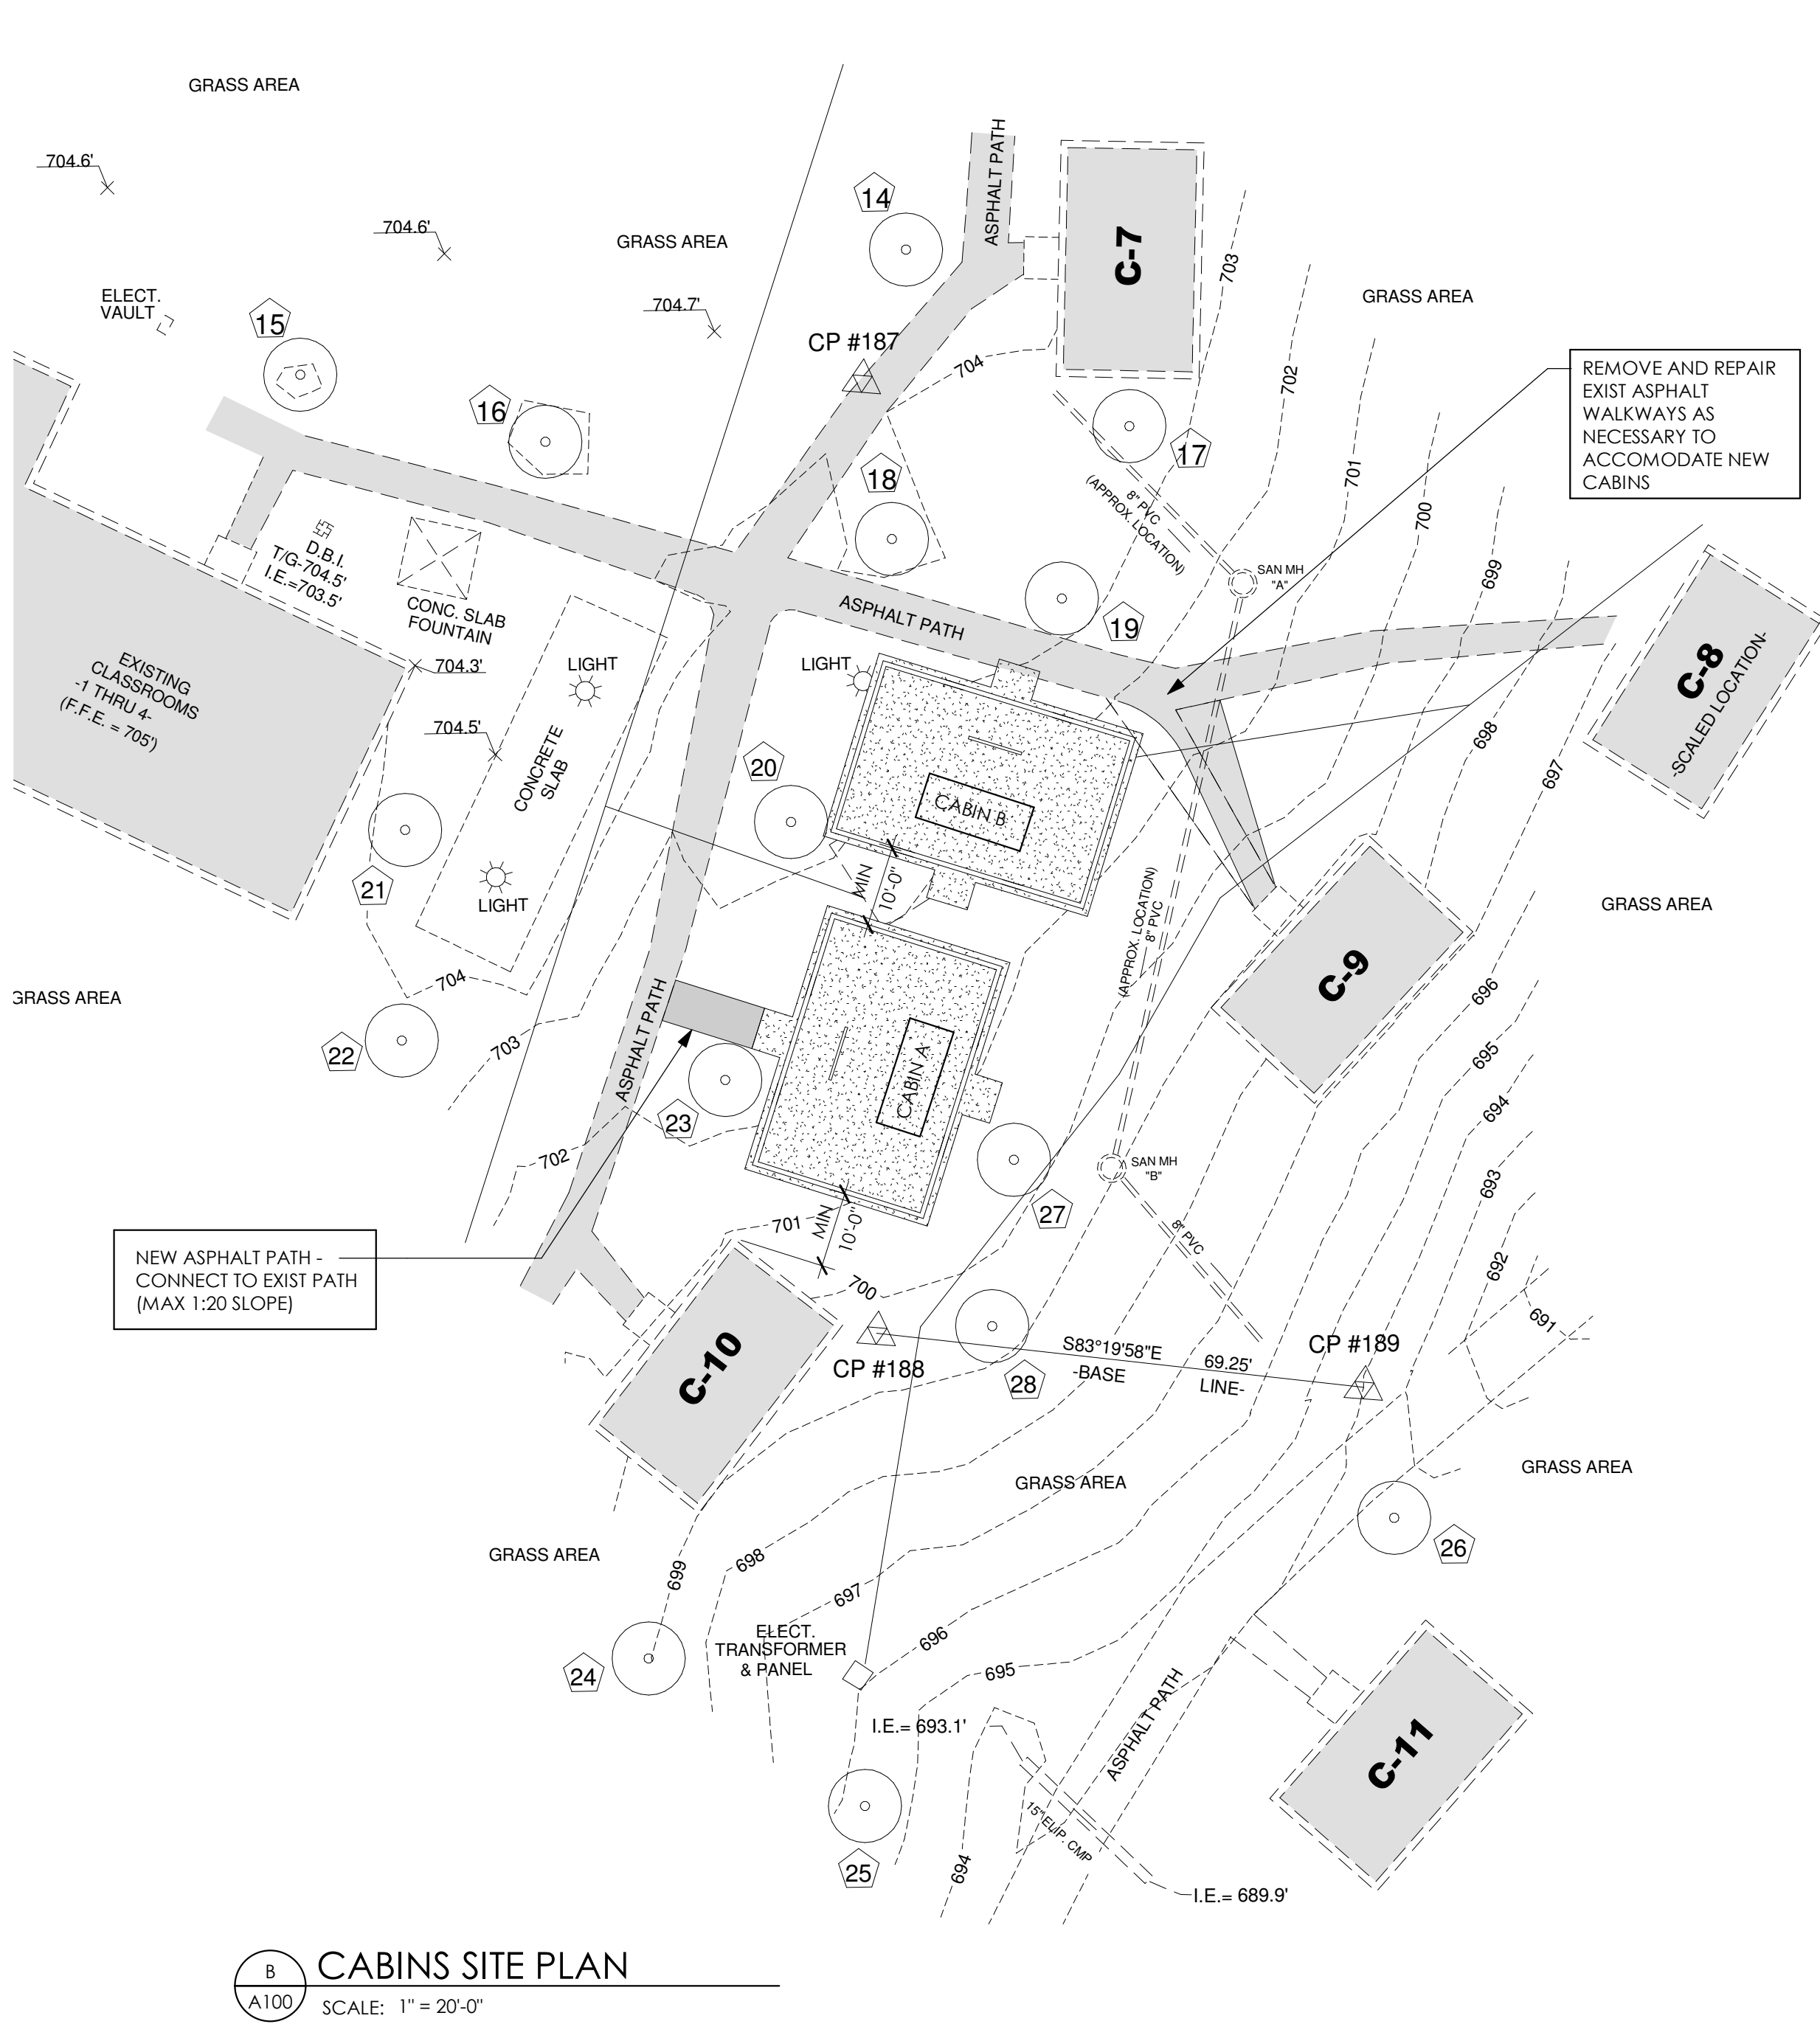 GRASS AREA
704.6'
704.6'
GRASS AREA
704.7'
ELECT.
VAULT
15
16
14
ASPHALT PATH
C-7
703
GRASS AREA
CP #187
704
702
REMOVE AND REPAIR
EXIST ASPHALT
WALKWAYS AS
NECESSARY TO
ACCOMODATE NEW
CABINS
17
18
701
700
699
8" PVC
(APPROX. LOCATION)
SAN MH
"A"
D.B.I.
T/G-704.5'
I.E.=703.5'
CONC. SLAB
FOUNTAIN
ASPHALT PATH
19
EXISTING
CLASSROOMS
-1 THRU 4-
(F.F.E. = 705')
704.3'
LIGHT
LIGHT
C-8
-SCALED LOCATION-
704.5'
CONCRETE
SLAB
20
CABIN B
698
697
21
LIGHT
MIN
10'-0"
(APPROX. LOCATION)
8" PVC
GRASS AREA
C-9
GRASS AREA
704
696
22
703
ASPHALT PATH
CABIN A
695
23
694
702
SAN MH
"B"
693
27
701
MIN
10'-0"
8" PVC
692
NEW ASPHALT PATH -
CONNECT TO EXIST PATH
(MAX 1:20 SLOPE)
700
691
C-10
CP #188
28
S83°19'58"E
69.25'
-BASE
LINE-
CP #189
GRASS AREA
GRASS AREA
26
GRASS AREA
699
698
697
24
ELECT.
TRANSFORMER
& PANEL
696
695
ASPHALT PATH
I.E.= 693.1'
C-11
15" ELIP. CMP
25
694
I.E.= 689.9'
B
A100
CABINS SITE PLAN
SCALE: 1" = 20'-0"